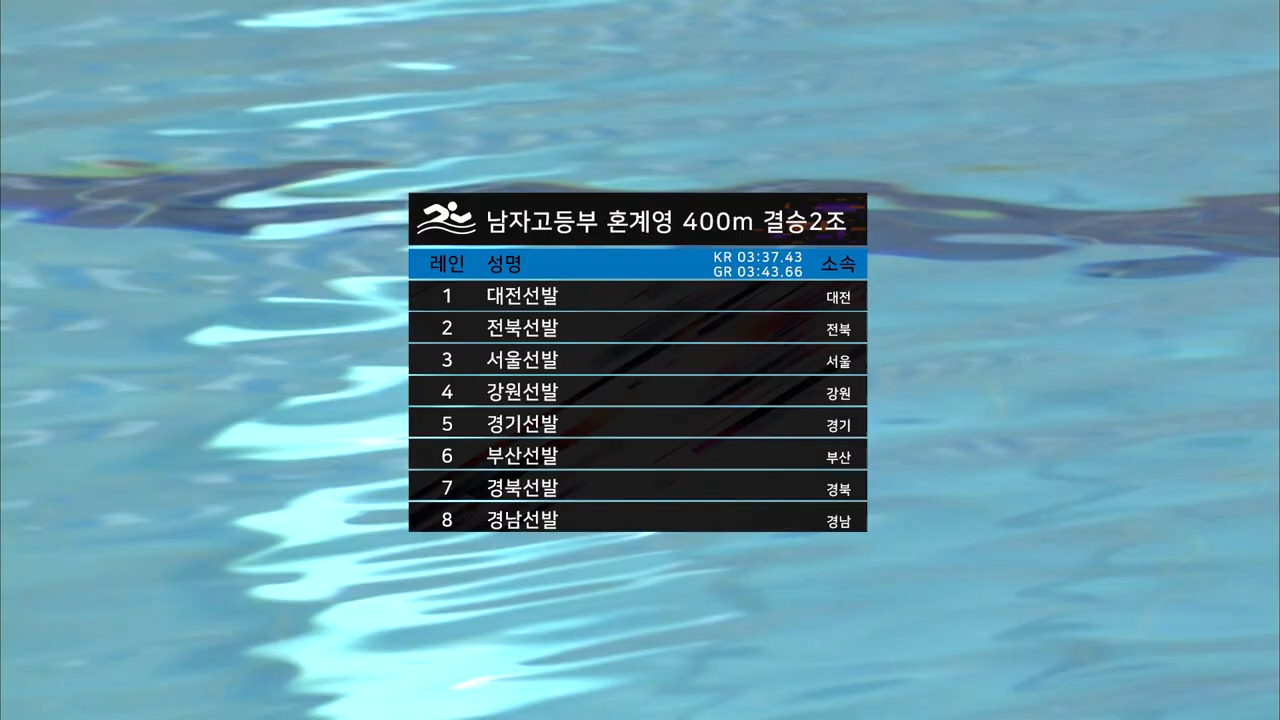 남자고등부 혼계영 400m 결승2조
레인 성명 KR 03:37.43 소속
GR 03:43.66
1 대전선발 대전
2 전북선발 전북
3 서울선발 서울
4 강원선발 강원
5 경기선발 경기
6 부산선발 부산
7 경북선발 경북
8 경남선발 경남